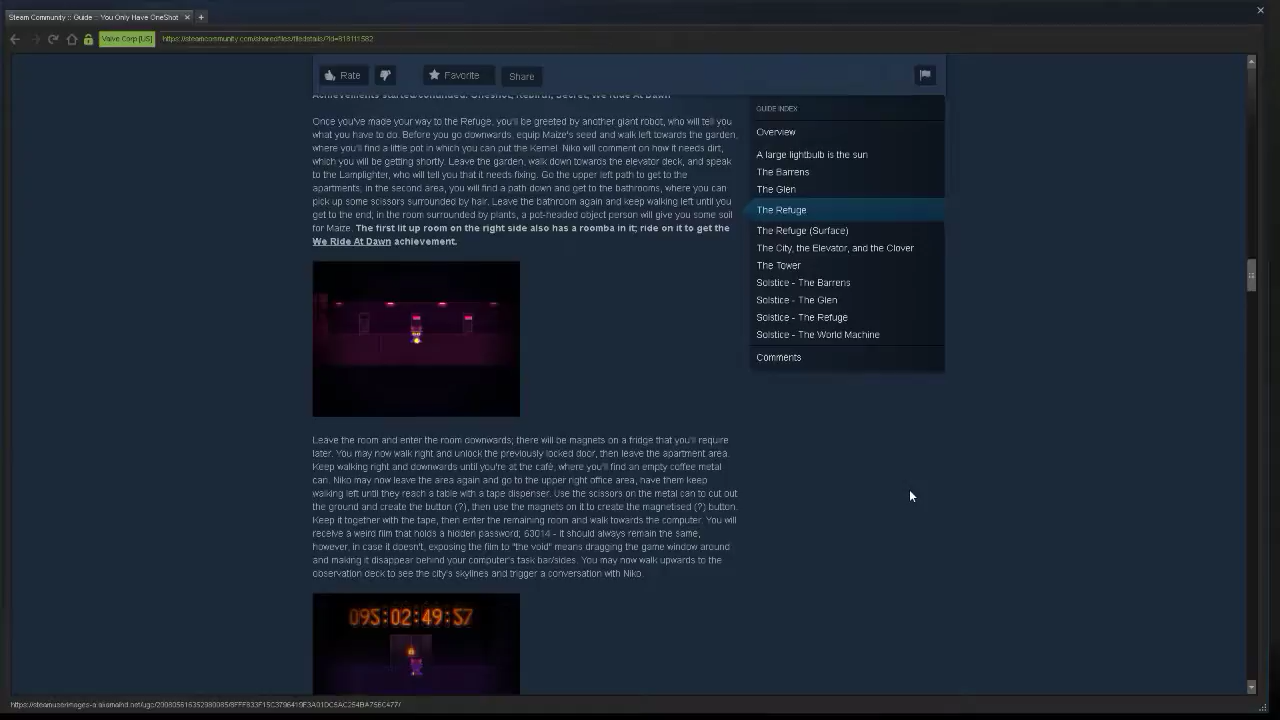 Steam Community :: Guide :: You Only Have OneShot
Valve Corp [US]
https://steamcommunity.com/sharedfiles/filedetails/?id=818111582
Rate
Favorite
Share
Achievements started/continued: Oneshot, Rebirth, Secret, We Ride At Dawn
Once you've made your way to the Refuge, you'll be greeted by another giant robot, who will tell you
what you have to do. Before you go downwards, equip Maize's seed and walk left towards the garden,
where you'll find a little pot in which you can put the Kernel. Niko will comment on how it needs dirt,
which you will be getting shortly. Leave the garden, walk down towards the elevator deck, and speak
to the Lamplighter, who will tell you that it needs fixing. Go the upper left path to get to the
apartments; in the second area, you will find a path down and get to the bathrooms, where you can
pick up some scissors surrounded by hair. Leave the bathroom again and keep walking left until you
get to the end, in the room surrounded by plants, a pot-headed object person will give you some soil
for Maize. The first lit up room on the right side also has a roomba in it; ride on it to get the
We Ride At Dawn achievement.
Leave the room and enter the room downwards; there will be magnets on a fridge that you'll require
later. You may now walk right and unlock the previously locked door, then leave the apartment area.
Keep walking right and downwards until you're at the café, where you'll find an empty coffee metal
can. Niko may now leave the area again and go to the upper right office area, have them keep
walking left until they reach a table with a tape dispenser. Use the scissors on the metal can to cut out
the ground and create the button (?), then use the magnets on it to create the magnetised (?) button.
Keep it together with the tape, then enter the remaining room and walk towards the computer. You will
receive a weird film that holds a hidden password; 63014 - it should always remain the same,
however, in case it doesn't, exposing the film to "the void" means dragging the game window around
and making it disappear behind your computer's task bar/sides. You may now walk upwards to the
observation deck to see the city's skylines and trigger a conversation with Niko.
095:02:49:57
GUIDE INDEX
Overview
A large lightbulb is the sun
The Barrens
The Glen
The Refuge
The Refuge (Surface)
The City, the Elevator, and the Clover
The Tower
Solstice - The Barrens
Solstice - The Glen
Solstice - The Refuge
Solstice - The World Machine
Comments